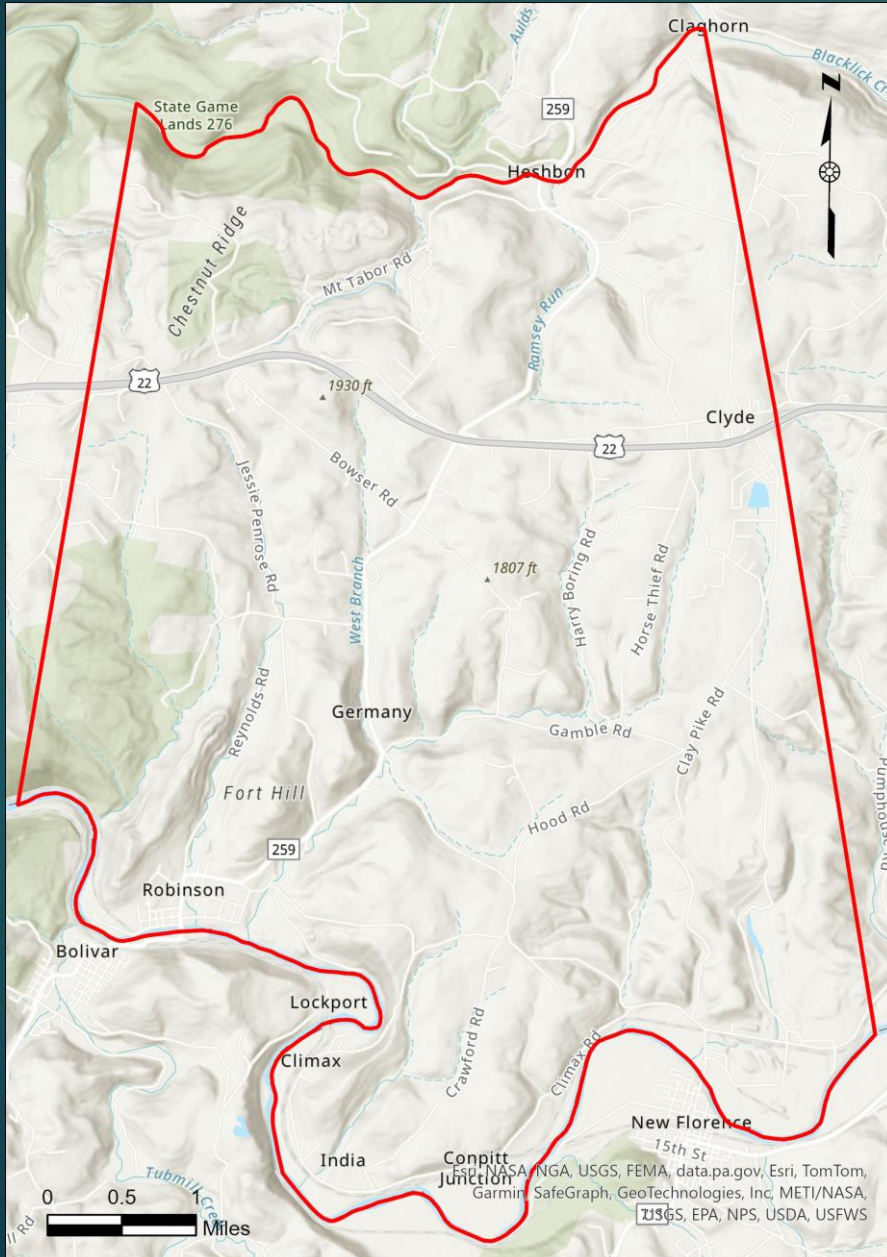 Claghorn
Aulds
Blacklick Cr
State Game
Lands 276
259
N
Heshbon
Chestnut Ridge
Mt Tabor Rd
Ramsey Run
22
1930 ft
Clyde
22
Bowser Rd
Jessie Penrose Rd
1807 ft
Harry Boring Rd
Horse Thief Rd
West Branch
Reynolds Rd
Germany
Gamble Rd
Clay Pike Rd
Pumphouse Rd
Fort Hill
Hood Rd
259
Robinson
Bolivar
Lockport
Climax
Crawford Rd
Climax Rd
New Florence
15th St
India
Conpitt
Junction
Tubmill Creek
ll Rd
0 0.5 1
Miles
Esri, NASA, NGA, USGS, FEMA, data.pa.gov, Esri, TomTom,
Garmin, SafeGraph, GeoTechnologies, Inc, METI/NASA,
USGS, EPA, NPS, USDA, USFWS